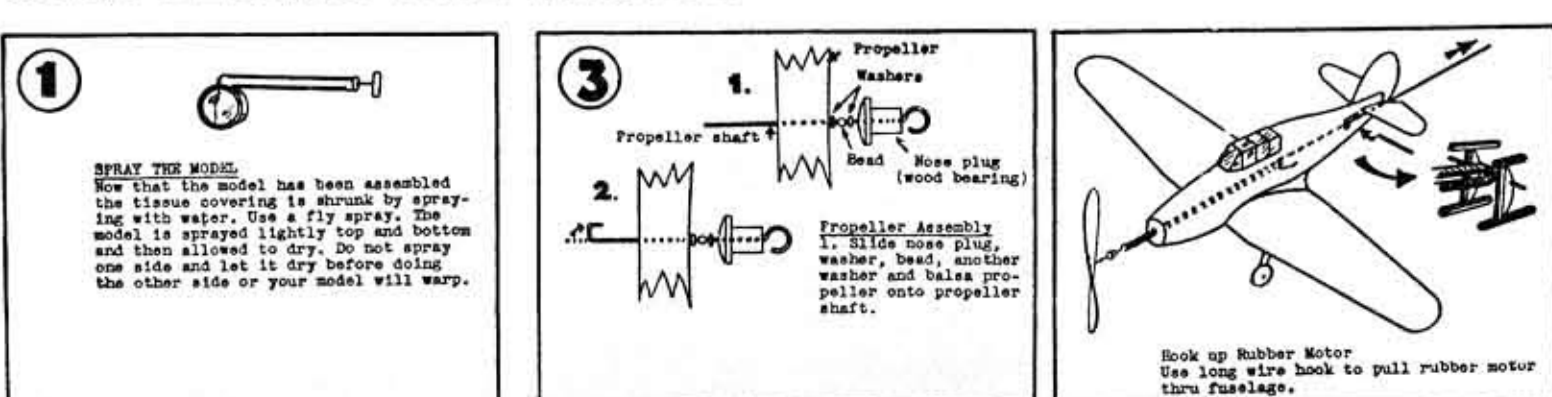 1
SPRAY THE MODEL
Now that the model has been assembled
the tissue covering is shrunk by spray-
ing with water. Use a fly spray. The
model is sprayed lightly top and bottom
and then allowed to dry. Do not spray
one side and let it dry before doing
the other side or your model will warp.
3
1.
Propeller
Washers
Propeller shaft
Bead
Nose plug
(wood bearing)
2.
Propeller Assembly
1. Slide nose plug,
washer, bead, another
washer and balsa pro-
peller onto propeller
shaft.
Hook up Rubber Motor
Use long wire hook to pull rubber motor
thru fuselage.